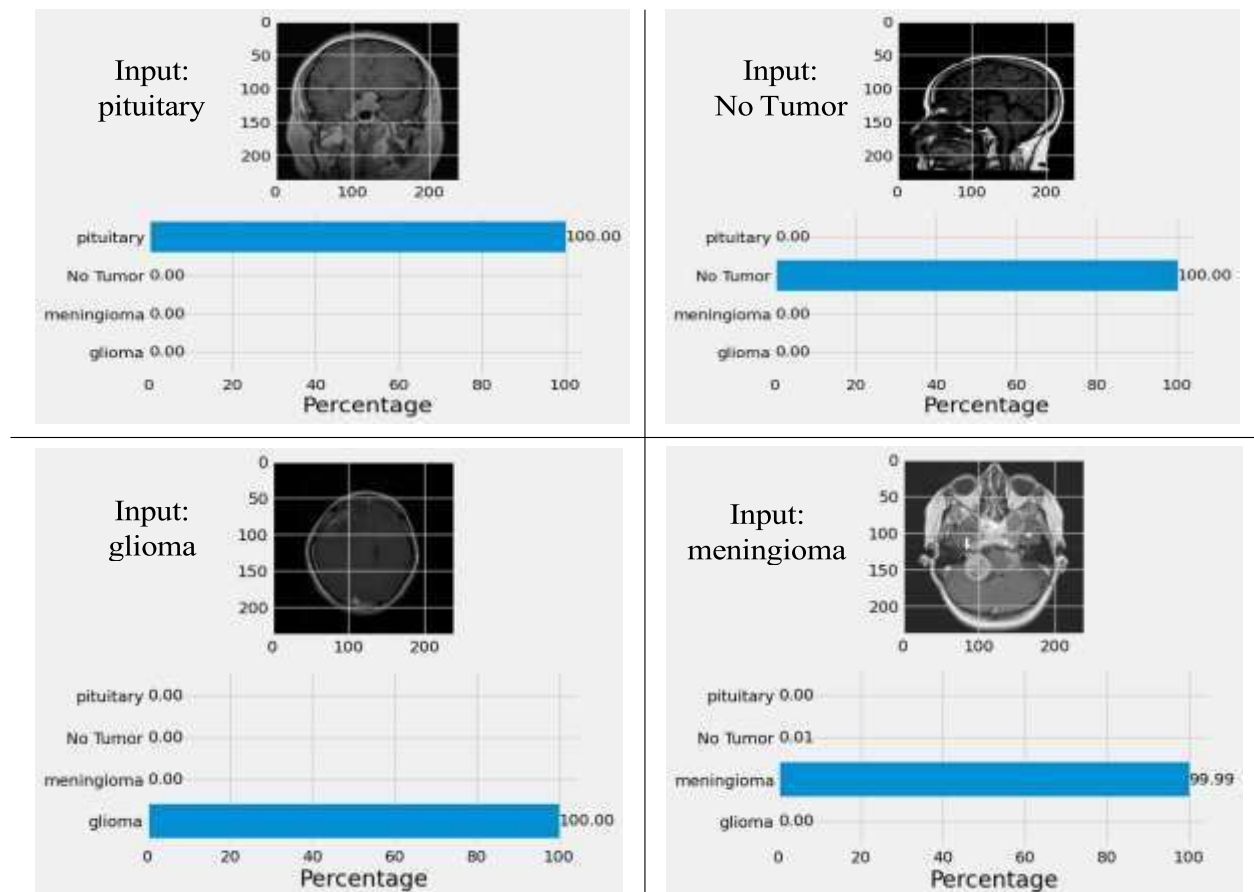 Input:
pituitary
0
50
100
150
200
0 100 200
pituitary 100.00
No Tumor 0.00
meningioma 0.00
glioma 0.00
0 20 40 60 80 100
Percentage
Input:
No Tumor
0
50
100
150
200
0 100 200
pituitary 0.00
No Tumor 100.00
meningioma 0.00
glioma 0.00
0 20 40 60 80 100
Percentage
Input:
glioma
0
50
100
150
200
0 100 200
pituitary 0.00
No Tumor 0.00
meningioma 0.00
glioma 100.00
0 20 40 60 80 100
Percentage
Input:
meningioma
0
50
100
150
200
0 100 200
pituitary 0.00
No Tumor 0.01
meningioma 99.99
glioma 0.00
0 20 40 60 80 100
Percentage